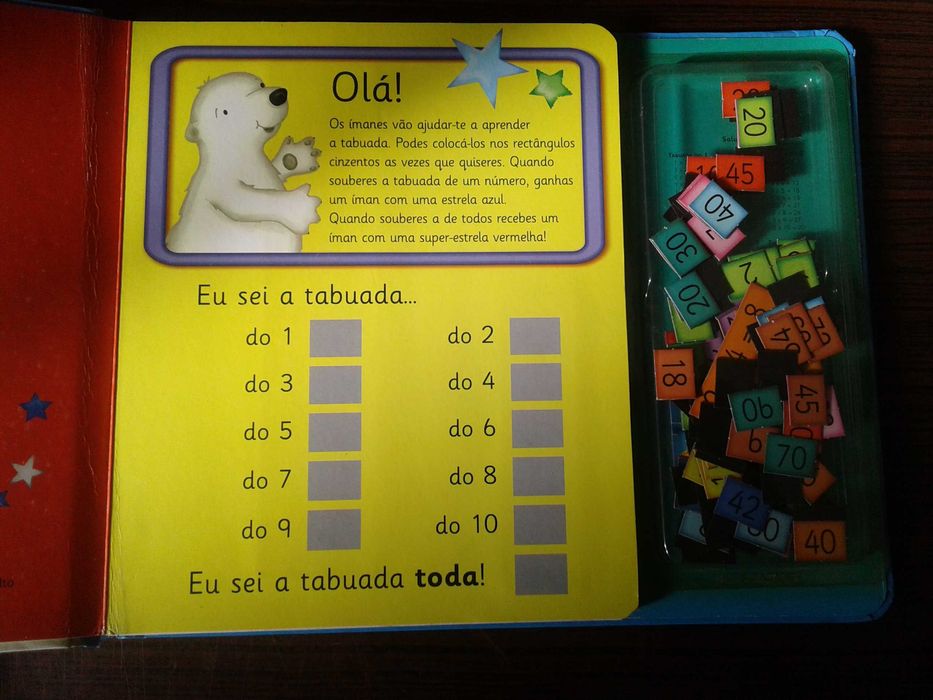 Olá!
Os ímanes vão ajudar-te a aprender
a tabuada. Podes colocá-los nos rectângulos
cinzentos as vezes que quiseres. Quando
souberes a tabuada de um número, ganhas
um íman com uma estrela azul.
Quando souberes a de todos recebes um
íman com uma super-estrela vermelha!
Eu sei a tabuada...
do 1
do 2
do 3
do 4
do 5
do 6
do 7
do 8
do 9
do 10
Eu sei a tabuada toda!
20
45
40
30
2
20
18
45
90
70
42
40